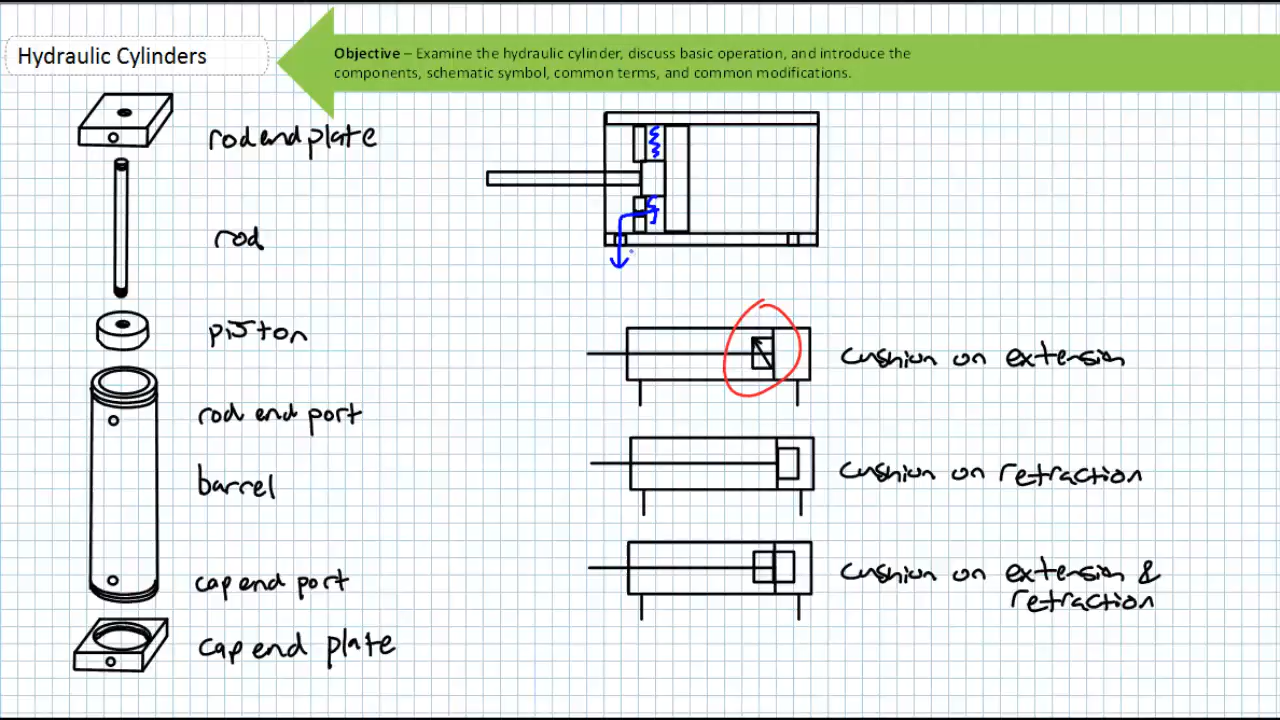 Hydraulic Cylinders
Objective – Examine the hydraulic cylinder, discuss basic operation, and introduce the
components, schematic symbol, common terms, and common modifications.
rod end plate
rod
piston
rod end port
barrel
cap end port
cap end plate
cushion on extension
cushion on retraction
cushion on extension &
retraction